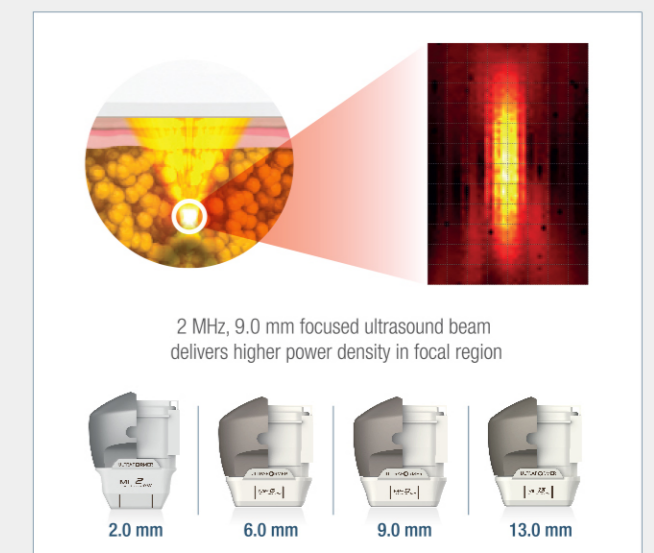 2 MHz, 9.0 mm focused ultrasound beam
delivers higher power density in focal region
ULTRAFORMER
2.0 mm
6.0 mm
9.0 mm
13.0 mm